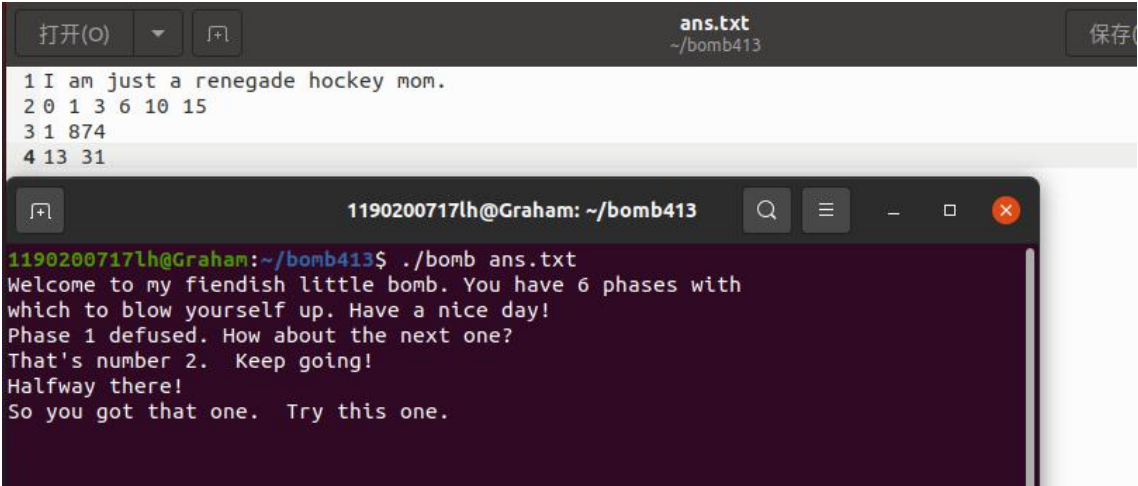 打开(O)
ans.txt
~/bomb413
保存(
1 I am just a renegade hockey mom.
2 0 1 3 6 10 15
3 1 874
4 13 31
1190200717lh@Graham: ~/bomb413
1190200717lh@Graham:~/bomb413$ ./bomb ans.txt
Welcome to my fiendish little bomb. You have 6 phases with
which to blow yourself up. Have a nice day!
Phase 1 defused. How about the next one?
That's number 2.  Keep going!
Halfway there!
So you got that one.  Try this one.